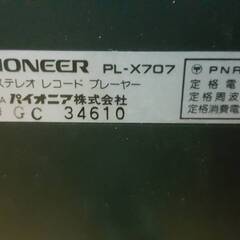 IONEER PL-X707
ステレオ レコード プレーヤー
パイオニア株式会社
GC 34610
PNR
定格電
定格周波
定格消費電